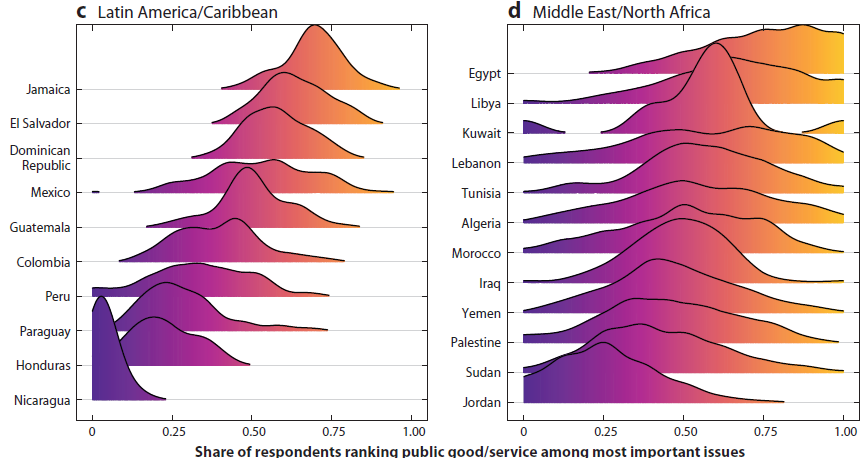 c Latin America/Caribbean
Jamaica
El Salvador
Dominican
Republic
Mexico
Guatemala
Colombia
Peru
Paraguay
Honduras
Nicaragua
0 0.25 0.50 0.75 1.00
d Middle East/North Africa
Egypt
Libya
Kuwait
Lebanon
Tunisia
Algeria
Morocco
Iraq
Yemen
Palestine
Sudan
Jordan
0 0.25 0.50 0.75 1.00
Share of respondents ranking public good/service among most important issues